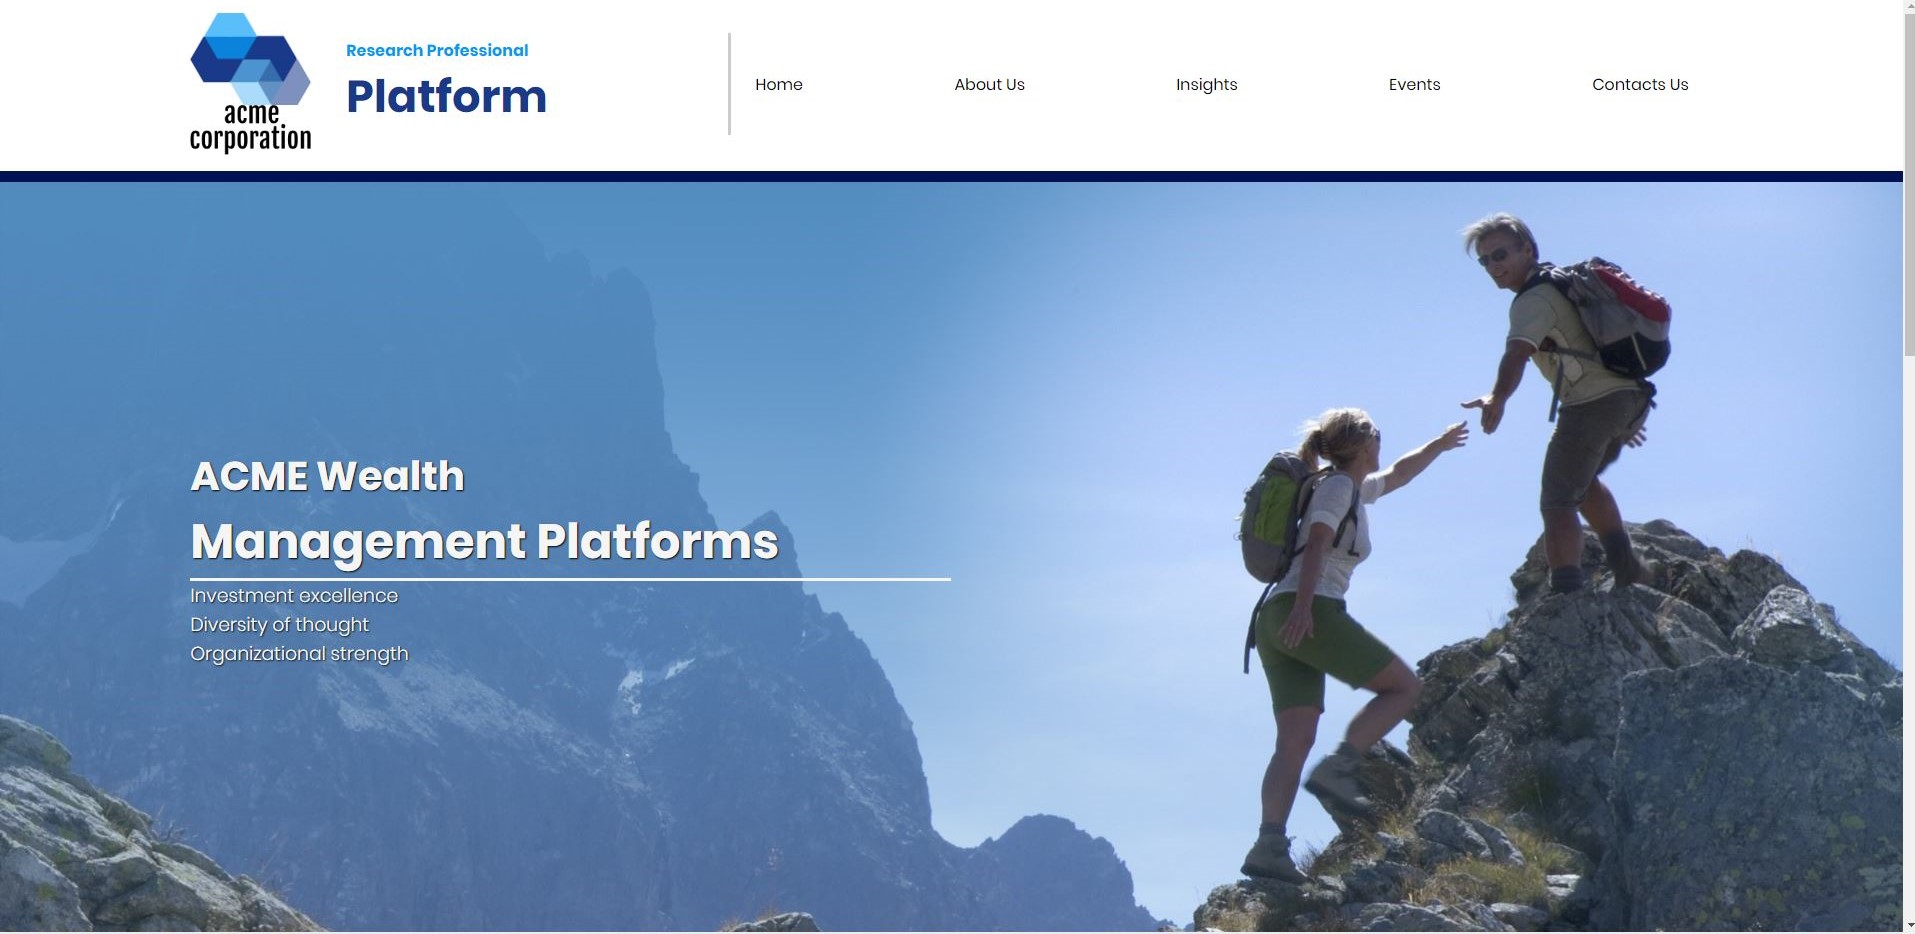 acme
corporation
Research Professional
Platform
Home
About Us
Insights
Events
Contacts Us
ACME Wealth
Management Platforms
Investment excellence
Diversity of thought
Organizational strength